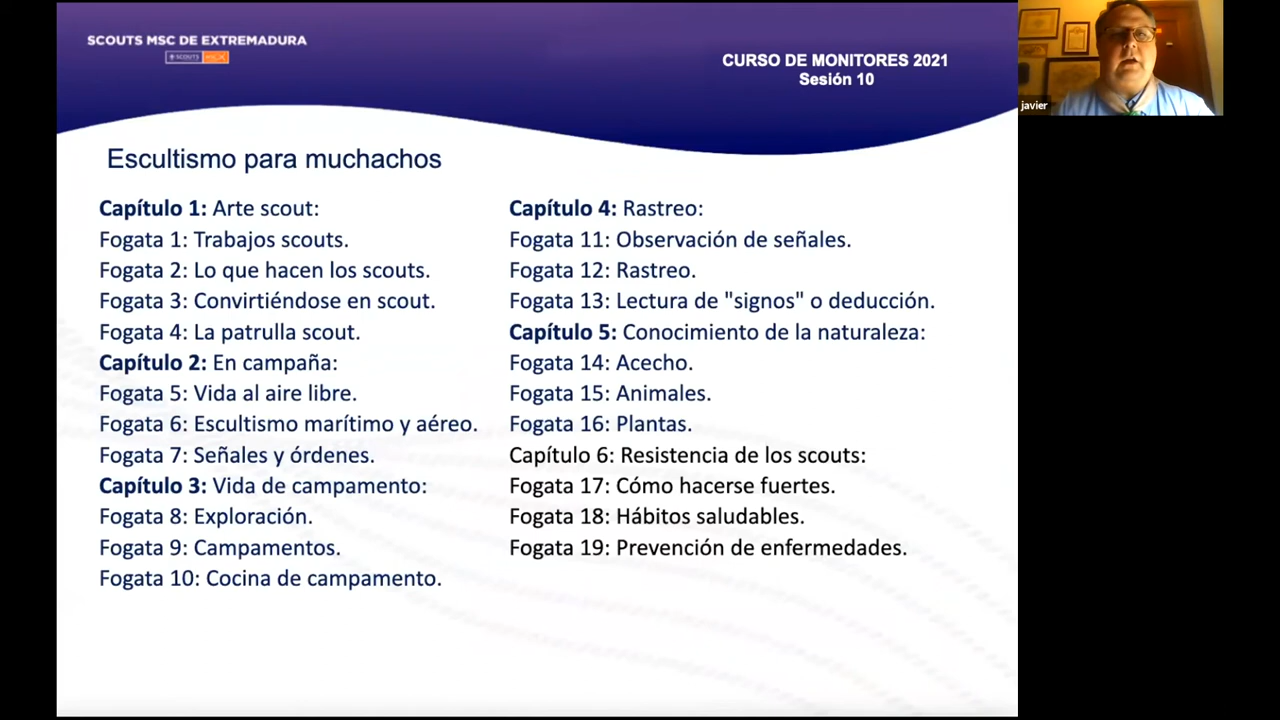 SCOUTS MSC DE EXTREMADURA
SCOUTS MSC
CURSO DE MONITORES 2021
Sesión 10
javier
Escultismo para muchachos
Capítulo 1: Arte scout:
Fogata 1: Trabajos scouts.
Fogata 2: Lo que hacen los scouts.
Fogata 3: Convirtiéndose en scout.
Fogata 4: La patrulla scout.
Capítulo 2: En campaña:
Fogata 5: Vida al aire libre.
Fogata 6: Escultismo marítimo y aéreo.
Fogata 7: Señales y órdenes.
Capítulo 3: Vida de campamento:
Fogata 8: Exploración.
Fogata 9: Campamentos.
Fogata 10: Cocina de campamento.
Capítulo 4: Rastreo:
Fogata 11: Observación de señales.
Fogata 12: Rastreo.
Fogata 13: Lectura de "signos" o deducción.
Capítulo 5: Conocimiento de la naturaleza:
Fogata 14: Acecho.
Fogata 15: Animales.
Fogata 16: Plantas.
Capítulo 6: Resistencia de los scouts:
Fogata 17: Cómo hacerse fuertes.
Fogata 18: Hábitos saludables.
Fogata 19: Prevención de enfermedades.